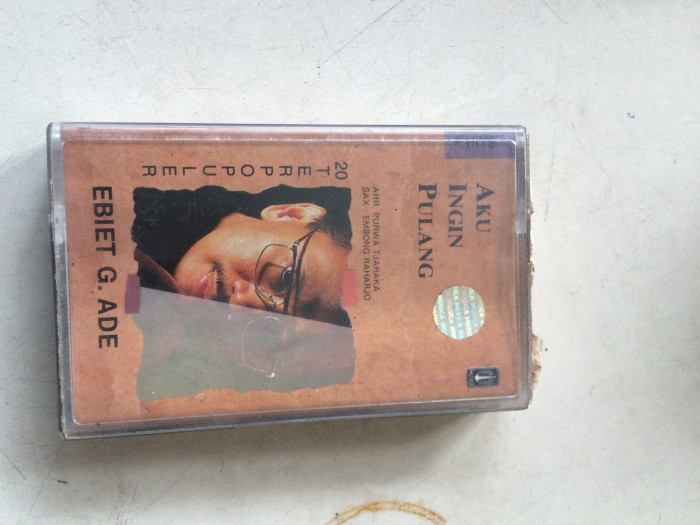 AKU
INGIN
PULANG
ARR. PURWA TJARAKA
SAX. EMBONG RAHARJO
20
TERPOPULER
EBIET G. ADE